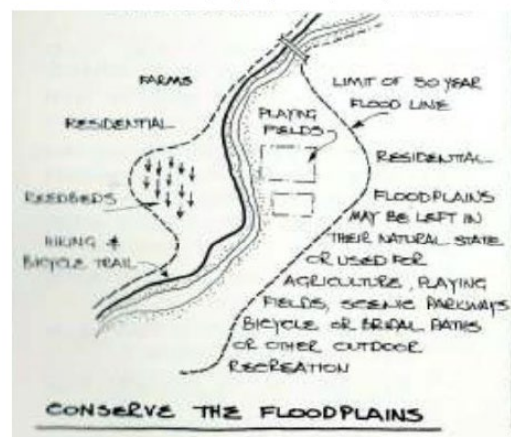 FARMS
RESIDENTIAL
REEDBEDS
HIKING &
BICYCLE TRAIL
PLAYING
FIELDS
LIMIT OF 50 YEAR
FLOOD LINE
RESIDENTIAL
FLOODPLAINS
MAY BE LEFT IN
THEIR NATURAL STATE
OR USED FOR
AGRICULTURE, PLAYING
FIELDS, SCENIC PARKWAYS
BICYCLE OR BRIDAL PATHS
OR OTHER OUTDOOR
RECREATION
CONSERVE THE FLOODPLAINS